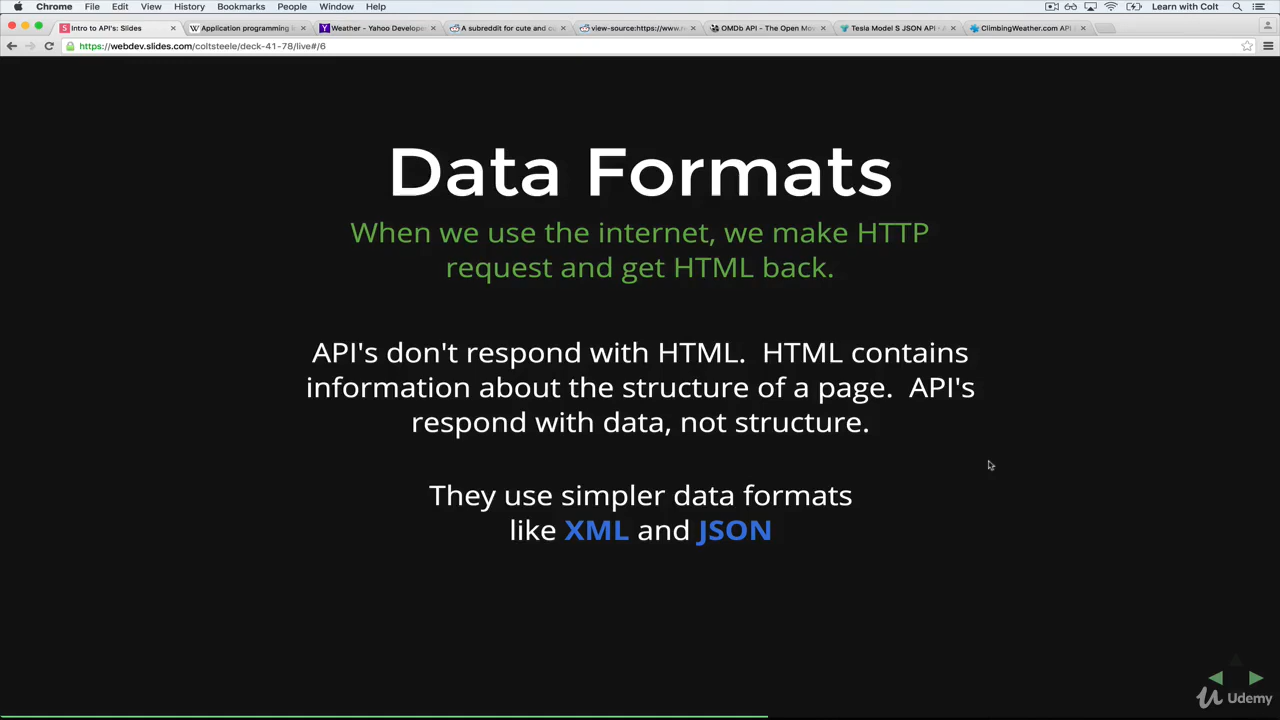 Chrome File Edit View History Bookmarks People Window Help Learn with Colt
Intro to API's: Slides
Application programming i
Weather - Yahoo Develope
A subreddit for cute and c
view-source:https://www.r
OMDb API - The Open Mo
Tesla Model S JSON API
ClimbingWeather.com API
https://webdev.slides.com/coltsteele/deck-41-78/live#/6
Data Formats
When we use the internet, we make HTTP
request and get HTML back.
API's don't respond with HTML. HTML contains
information about the structure of a page. API's
respond with data, not structure.
They use simpler data formats
like XML and JSON
Udemy